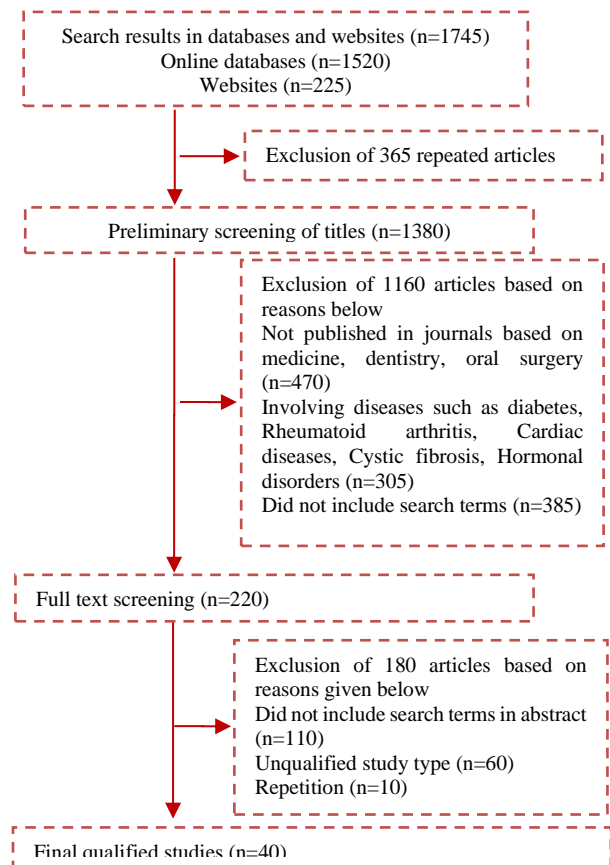 Search results in databases and websites (n=1745)
Online databases (n=1520)
Websites (n=225)
Exclusion of 365 repeated articles
Preliminary screening of titles (n=1380)
Exclusion of 1160 articles based on
reasons below
Not published in journals based on
medicine, dentistry, oral surgery
(n=470)
Involving diseases such as diabetes,
Rheumatoid arthritis, Cardiac
diseases, Cystic fibrosis, Hormonal
disorders (n=305)
Did not include search terms (n=385)
Full text screening (n=220)
Exclusion of 180 articles based on
reasons given below
Did not include search terms in abstract
(n=110)
Unqualified study type (n=60)
Repetition (n=10)
Final qualified studies (n=40)